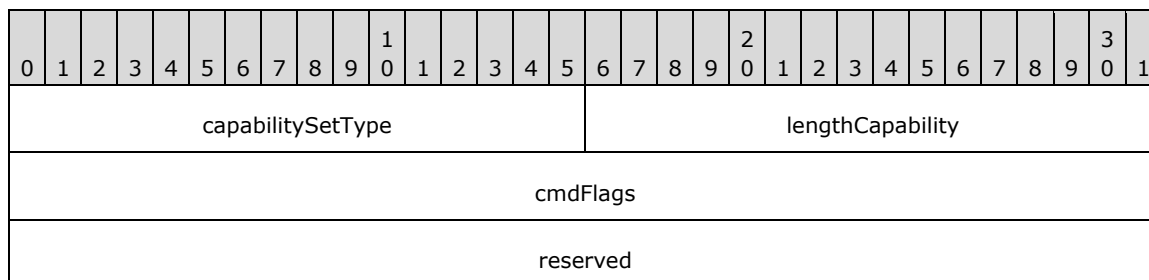 1 2 3
0 1 2 3 4 5 6 7 8 9 0 1 2 3 4 5 6 7 8 9 0 1 2 3 4 5 6 7 8 9 0 1
capabilitySetType lengthCapability
cmdFlags
reserved